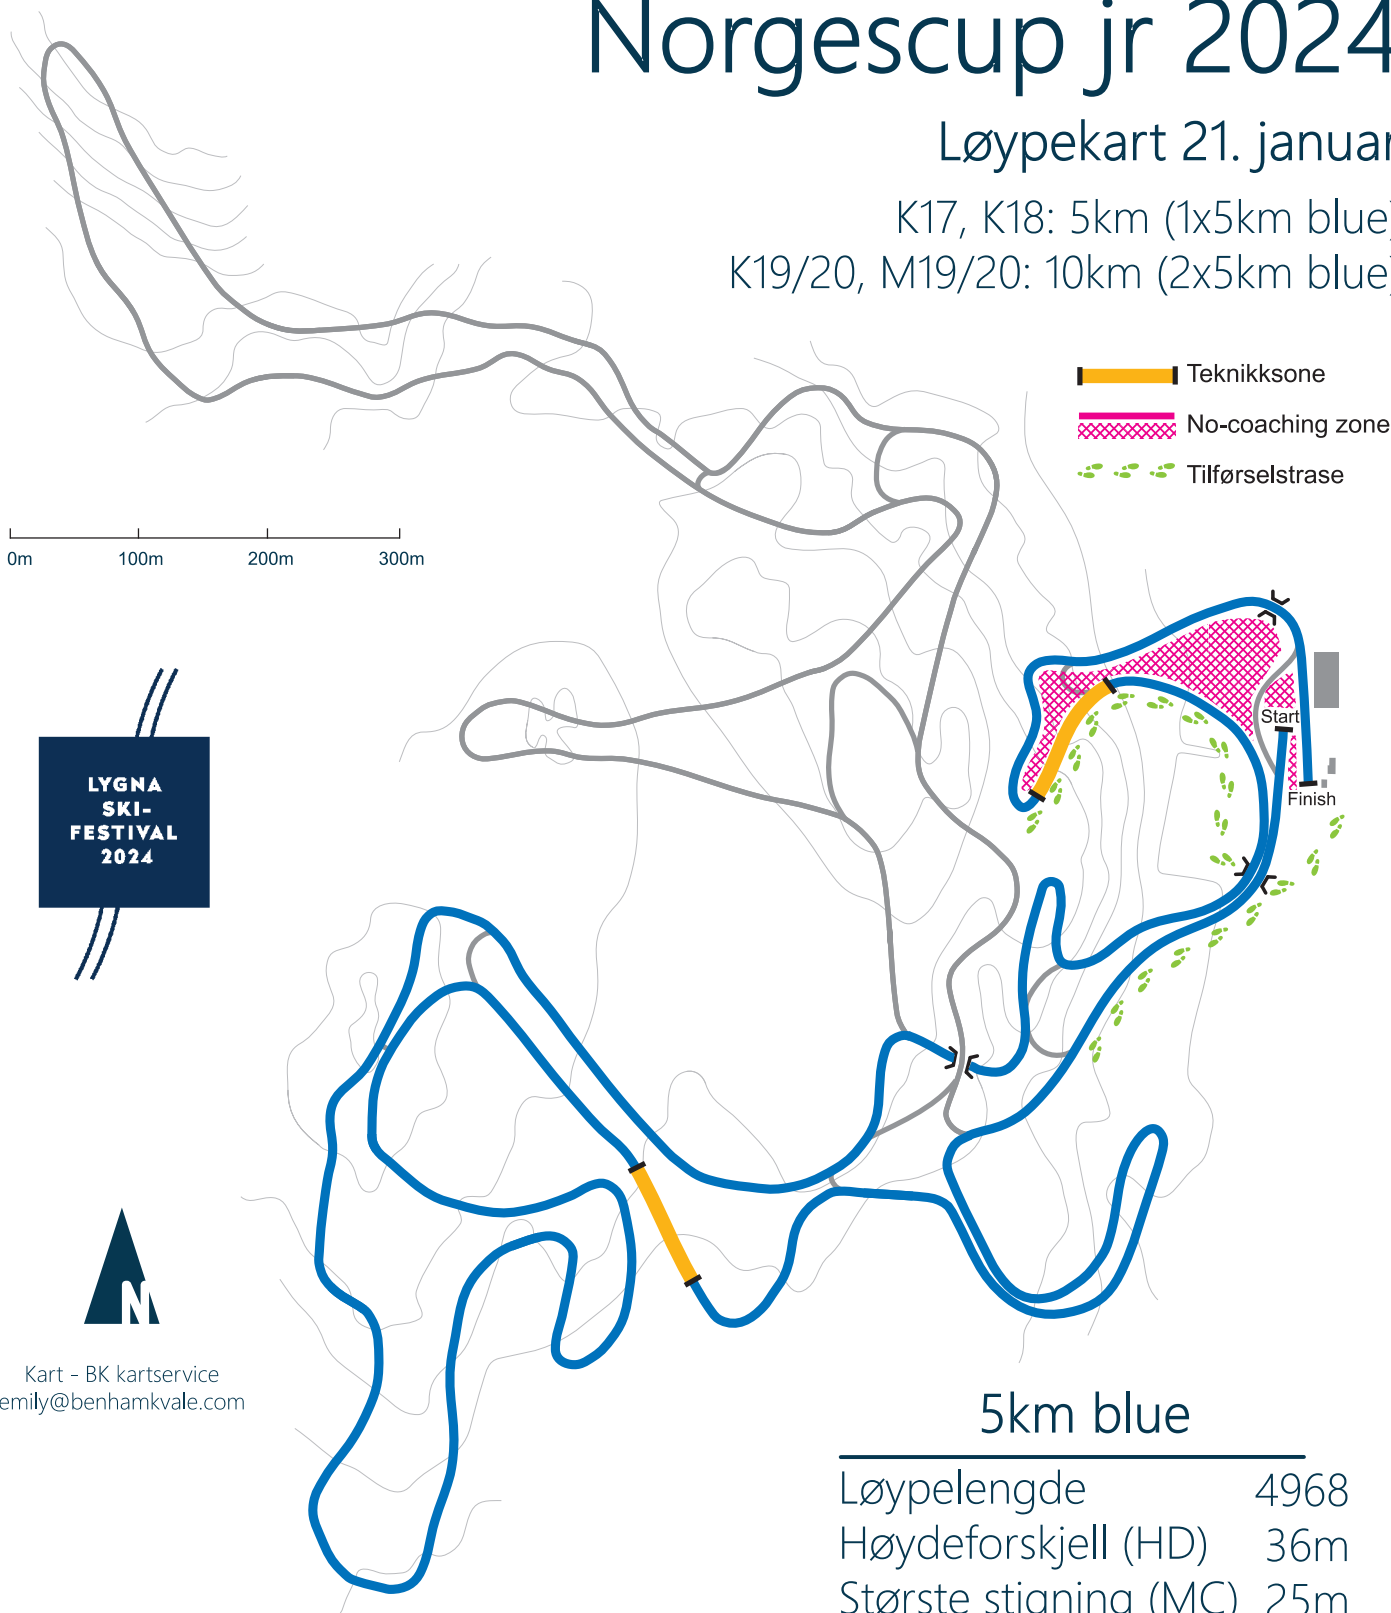 Norgescup jr 2024
Løypekart 21. januar
K17, K18: 5km (1x5km blue)
K19/20, M19/20: 10km (2x5km blue)
Teknikksone
No-coaching zone
Tilførselstrase
0m 100m 200m 300m
Start
Finish
LYGNA
SKI-
FESTIVAL
2024
N
Kart - BK kartservice
emily@benhamkvale.com
5km blue
Løypelengde 4968
Høydeforskjell (HD) 36m
Største stigning (MC) 25m